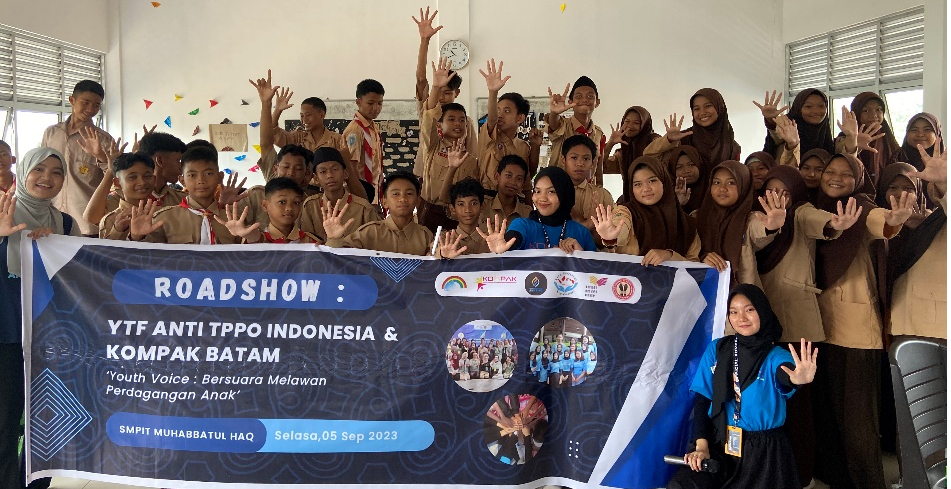 ROADSHOW :
KOMPAK
YTF ANTI TPPO INDONESIA &
KOMPAK BATAM
'Youth Voice : Bersuara Melawan
Perdagangan Anak'
SMPIT MUHABBATUL HAQ
Selasa,05 Sep 2023